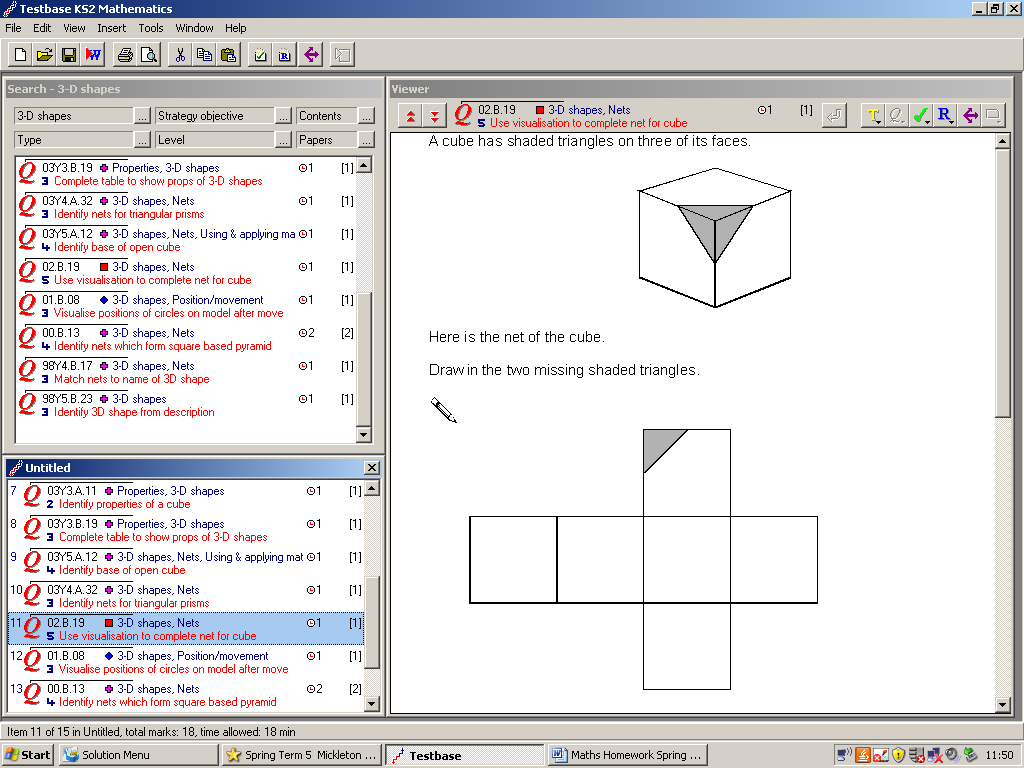 Testbase KS2 Mathematics
File Edit View Insert Tools Window Help
Search - 3-D shapes
3-D shapes ... Strategy objective ... Contents ...
Type ... Level ... Papers ...
Q 03Y3.B.19 Properties, 3-D shapes 1 [1]
3 Complete table to show props of 3-D shapes
Q 03Y4.A.32 3-D shapes, Nets 1 [1]
3 Identify nets for triangular prisms
Q 03Y5.A.12 3-D shapes, Nets, Using & applying ma 1 [1]
4 Identify base of open cube
Q 02.B.19 3-D shapes, Nets 1 [1]
5 Use visualisation to complete net for cube
Q 01.B.08 3-D shapes, Position/movement 1 [1]
3 Visualise positions of circles on model after move
Q 00.B.13 3-D shapes, Nets 2 [2]
4 Identify nets which form square based pyramid
Q 98Y4.B.17 3-D shapes, Nets 1 [1]
3 Match nets to name of 3D shape
Q 98Y5.B.23 3-D shapes 1 [1]
3 Identify 3D shape from description
Untitled
7 Q 03Y3.A.11 Properties, 3-D shapes 1 [1]
2 Identify properties of a cube
8 Q 03Y3.B.19 Properties, 3-D shapes 1 [1]
3 Complete table to show props of 3-D shapes
9 Q 03Y5.A.12 3-D shapes, Nets, Using & applying mat 1 [1]
4 Identify base of open cube
10 Q 03Y4.A.32 3-D shapes, Nets 1 [1]
3 Identify nets for triangular prisms
11 Q 02.B.19 3-D shapes, Nets 1 [1]
5 Use visualisation to complete net for cube
12 Q 01.B.08 3-D shapes, Position/movement 1 [1]
3 Visualise positions of circles on model after move
13 Q 00.B.13 3-D shapes, Nets 2 [2]
4 Identify nets which form square based pyramid
Viewer
Q 02.B.19 3-D shapes, Nets 1 [1] T Q R
5 Use visualisation to complete net for cube
A cube has shaded triangles on three of its faces.
Here is the net of the cube.
Draw in the two missing shaded triangles.
Item 11 of 15 in Untitled, total marks: 18, time allowed: 18 min
Start Solution Menu Spring Term 5 Mickleton ... Testbase Maths Homework Spring ... 11:50